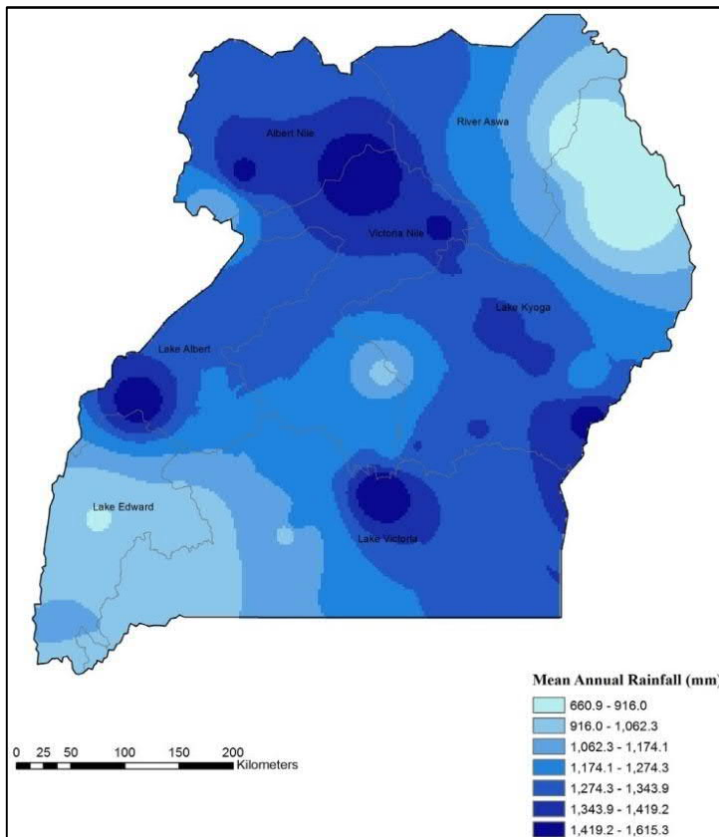 Albert Nile
River Aswa
Victoria Nile
Lake Kyoga
Lake Albert
Lake Edward
Lake Victoria
Mean Annual Rainfall (mm)
660.9 - 916.0
916.0 - 1,062.3
1,062.3 - 1,174.1
1,174.1 - 1,274.3
1,274.3 - 1,343.9
1,343.9 - 1,419.2
1,419.2 - 1,615.3
0 25 50 100 150 200
Kilometers